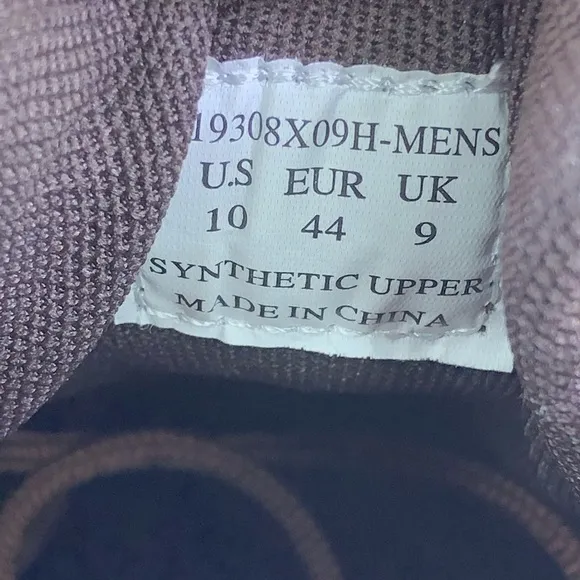 19308X09H-MENS
U.S EUR UK
10 44 9
SYNTHETIC UPPER
MADE IN CHINA